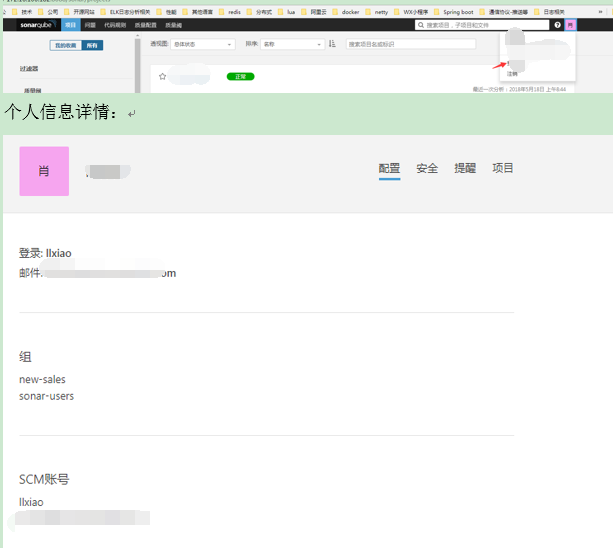 技术 公司 开源网站 ELK日志分析相关 性能 其他语言 redis 分布式 lua 阿里云 docker netty WX小程序 Spring boot 通信协议-推送等 日志相关 »
sonarqube 项目 问题 代码规则 质量配置 质量阈 搜索项目，子项目和文件 ? 肖
我的收藏 所有 透视图: 总体状态 排序: 名称 搜索项目名或标识
过滤器
正常
注销
质量阈
最近一次分析: 2018年5月18日 上午8:44
个人信息详情：
肖 配置 安全 提醒 项目
登录: llxiao
邮件: om
组
new-sales
sonar-users
SCM账号
llxiao